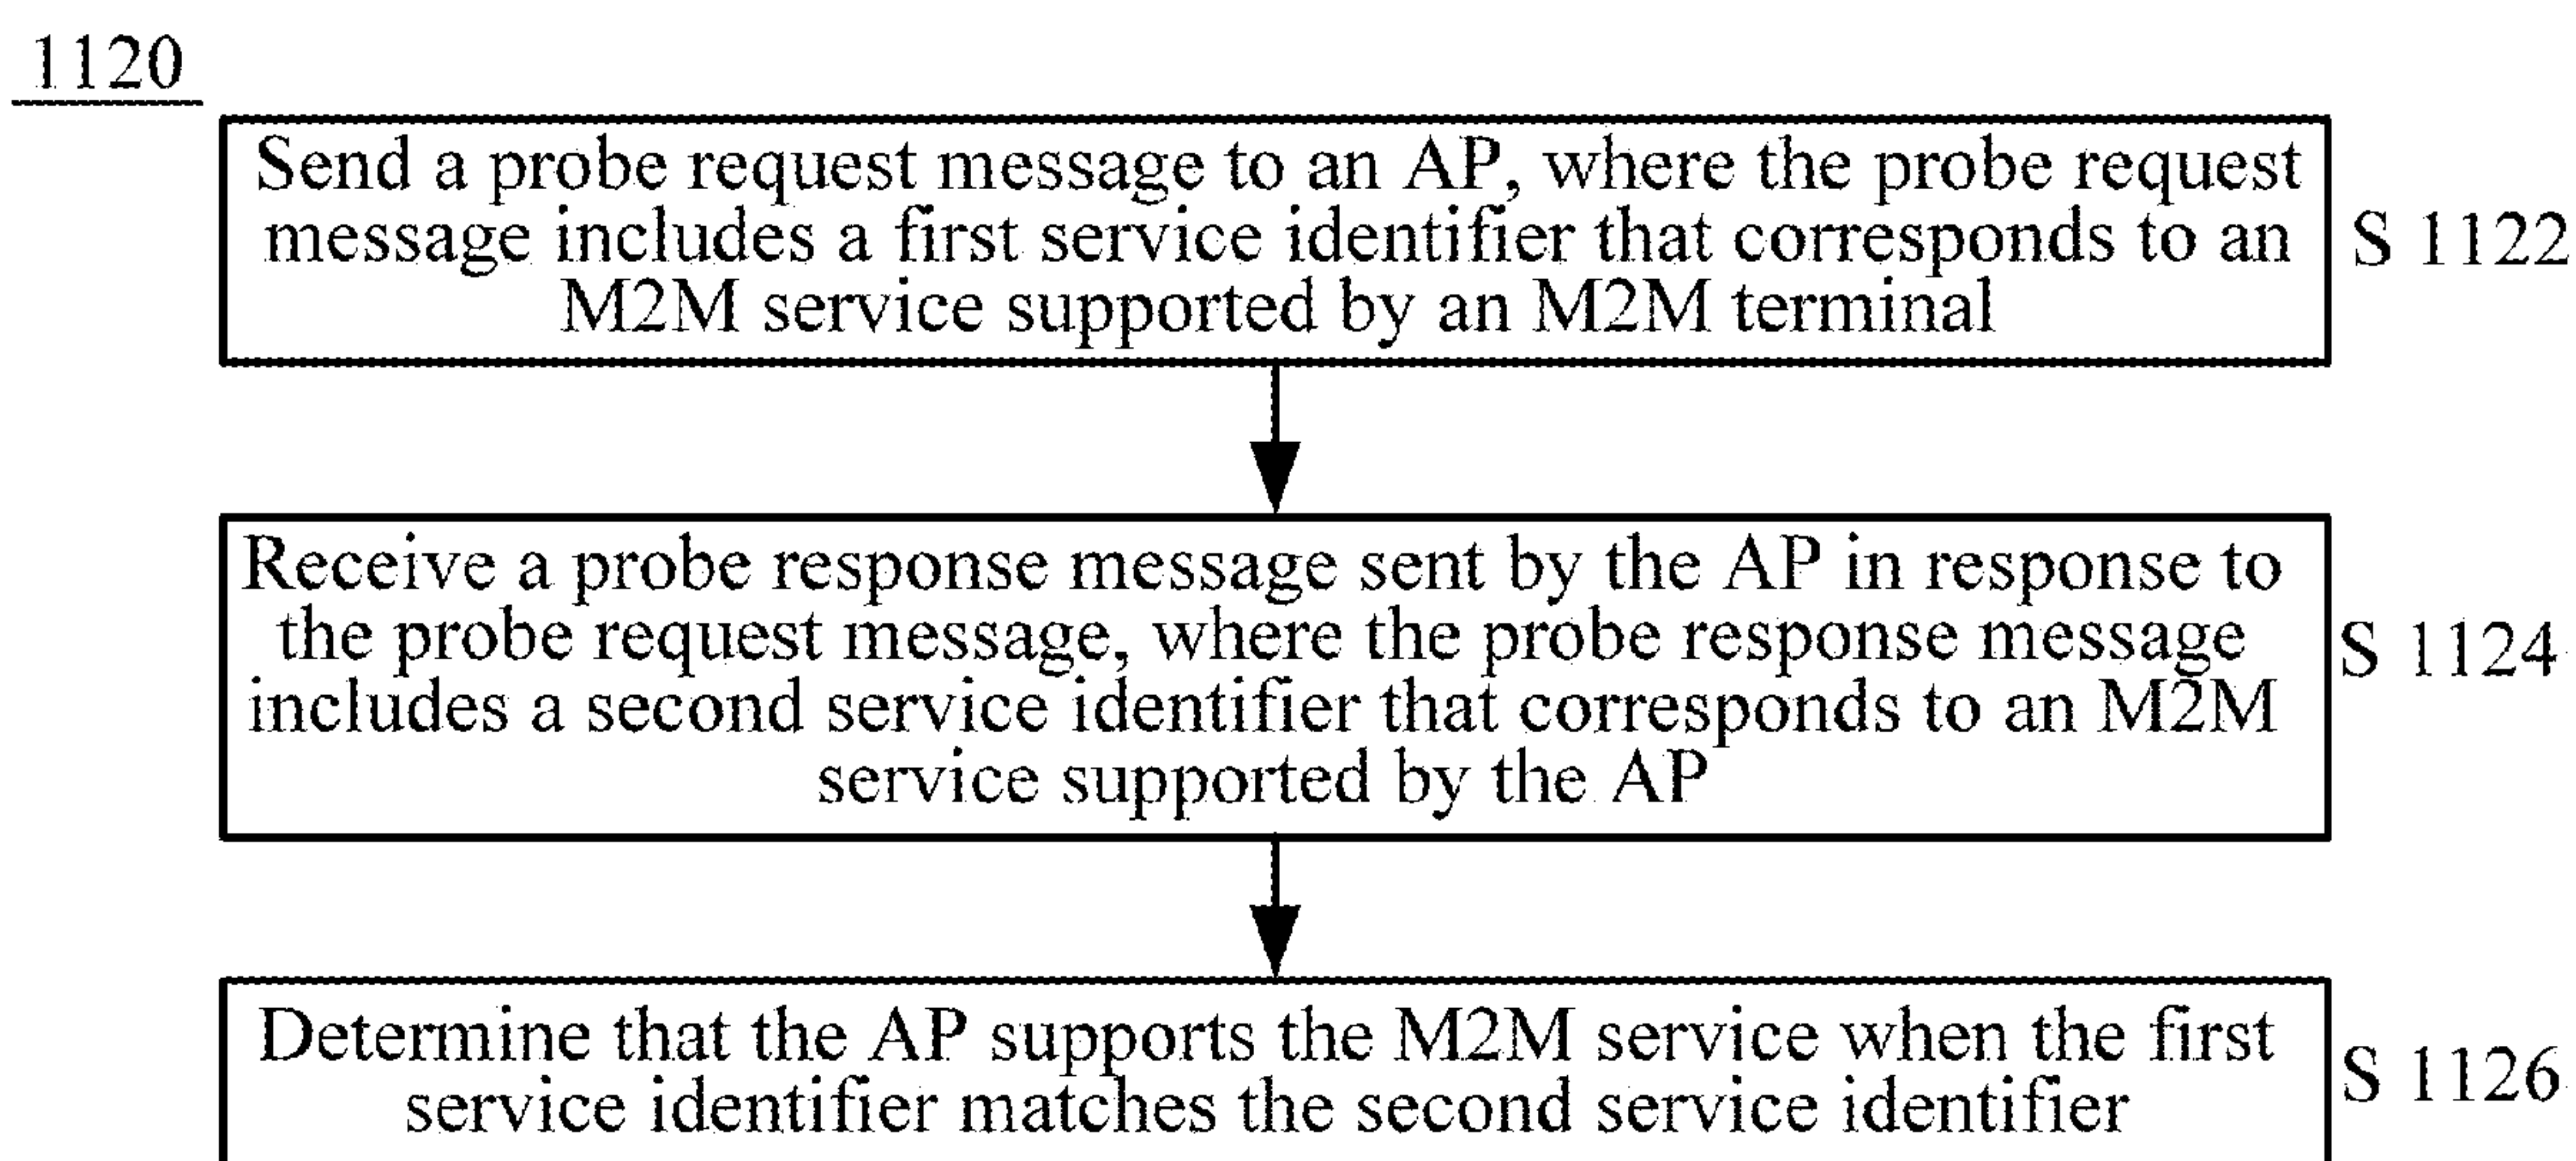 1120
Send a probe request message to an AP, where the probe request
message includes a first service identifier that corresponds to an
M2M service supported by an M2M terminal
S 1122
Receive a probe response message sent by the AP in response to
the probe request message, where the probe response message
includes a second service identifier that corresponds to an M2M
service supported by the AP
S 1124
Determine that the AP supports the M2M service when the first
service identifier matches the second service identifier
S 1126